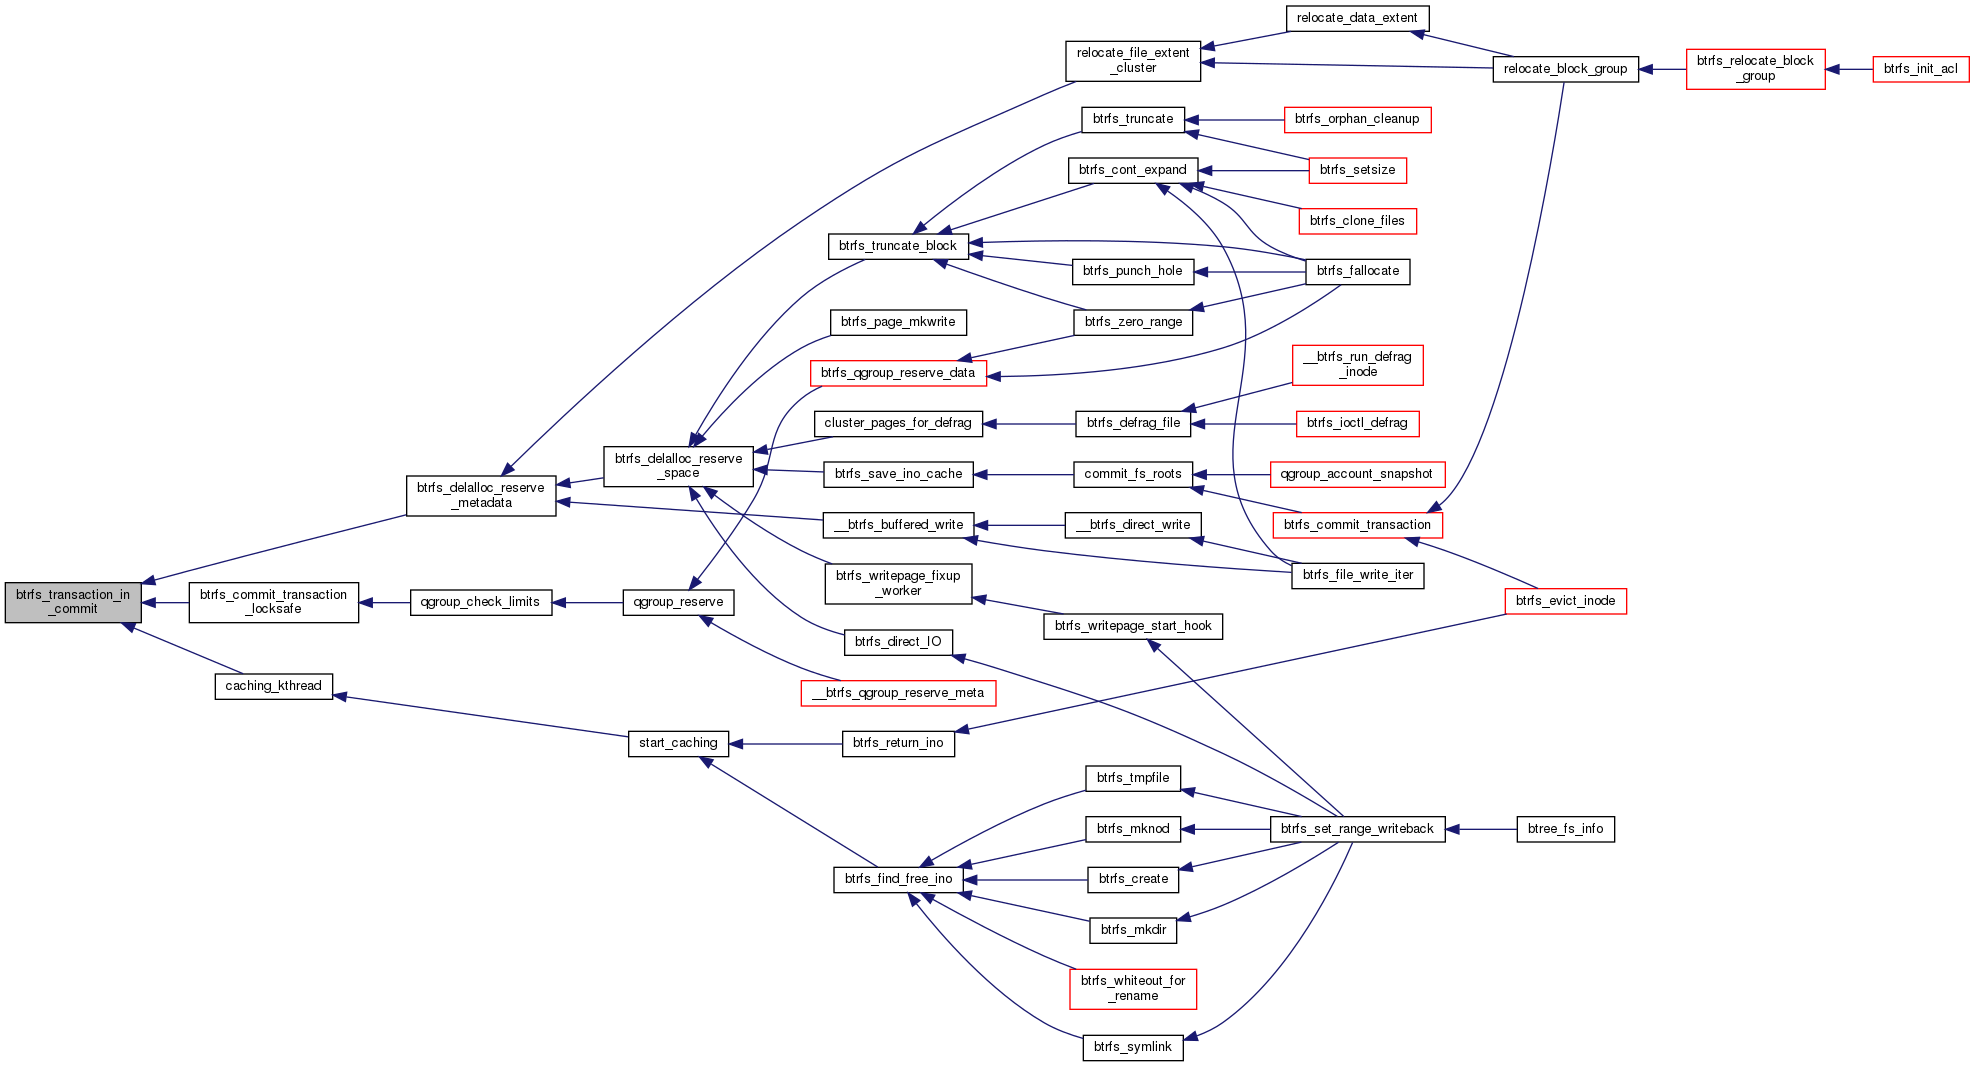 relocate_data_extent
relocate_file_extent
_cluster
relocate_block_group
btrfs_relocate_block
_group
btrfs_init_acl
btrfs_truncate
btrfs_orphan_cleanup
btrfs_cont_expand
btrfs_setsize
btrfs_clone_files
btrfs_truncate_block
btrfs_punch_hole
btrfs_fallocate
btrfs_page_mkwrite
btrfs_zero_range
btrfs_qgroup_reserve_data
__btrfs_run_defrag
_inode
cluster_pages_for_defrag
btrfs_defrag_file
btrfs_ioctl_defrag
btrfs_delalloc_reserve
_space
btrfs_save_ino_cache
commit_fs_roots
qgroup_account_snapshot
btrfs_delalloc_reserve
_metadata
__btrfs_buffered_write
__btrfs_direct_write
btrfs_commit_transaction
btrfs_transaction_in
_commit
btrfs_commit_transaction
_locksafe
qgroup_check_limits
qgroup_reserve
btrfs_writepage_fixup
_worker
btrfs_file_write_iter
btrfs_evict_inode
btrfs_writepage_start_hook
btrfs_direct_IO
caching_kthread
__btrfs_qgroup_reserve_meta
start_caching
btrfs_return_ino
btrfs_tmpfile
btrfs_mknod
btrfs_set_range_writeback
btree_fs_info
btrfs_find_free_ino
btrfs_create
btrfs_mkdir
btrfs_whiteout_for
_rename
btrfs_symlink